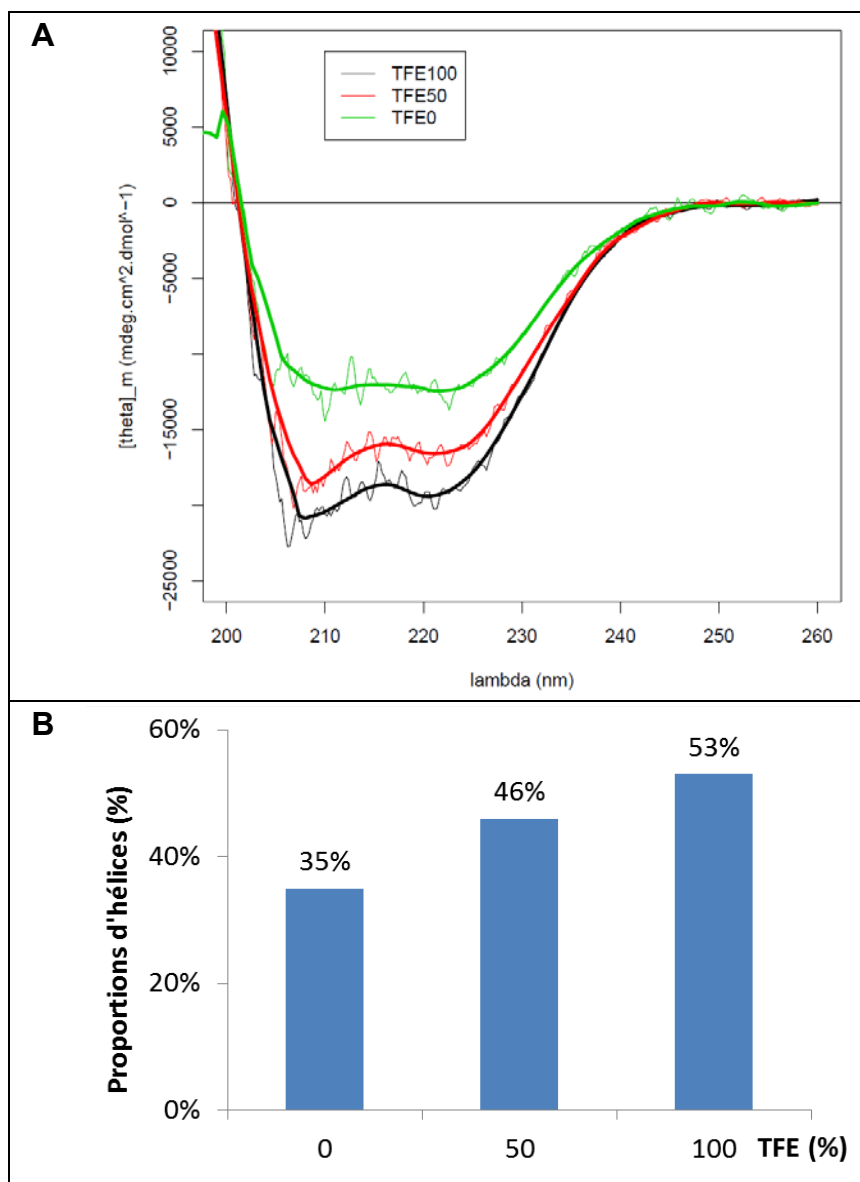 A
TFE100
TFE50
TFE0
10000
5000
0
−5000
−15000
−25000
[theta]_m (mdeg.cm^2.dmol^−1)
200 210 220 230 240 250 260
lambda (nm)
B
60%
40%
20%
0%
Proportions d'hélices (%)
35%
46%
53%
0 50 100 TFE (%)